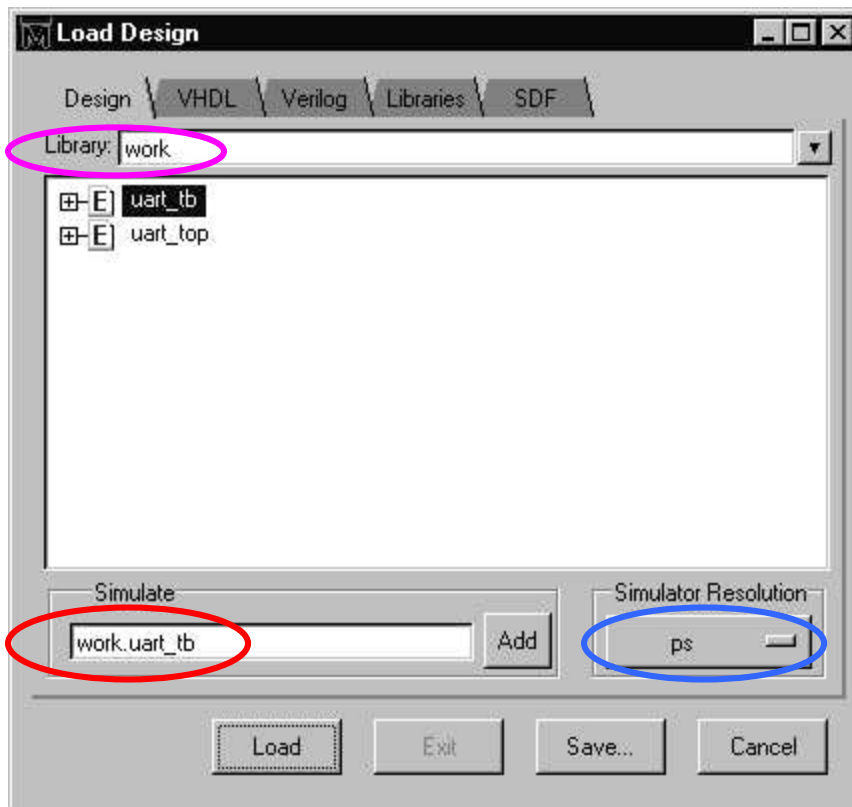 Load Design
Design VHDL Verilog Libraries SDF
Library: work
E uart_tb
E uart_top
Simulate
Simulator Resolution
work.uart_tb Add ps
Load Exit Save... Cancel